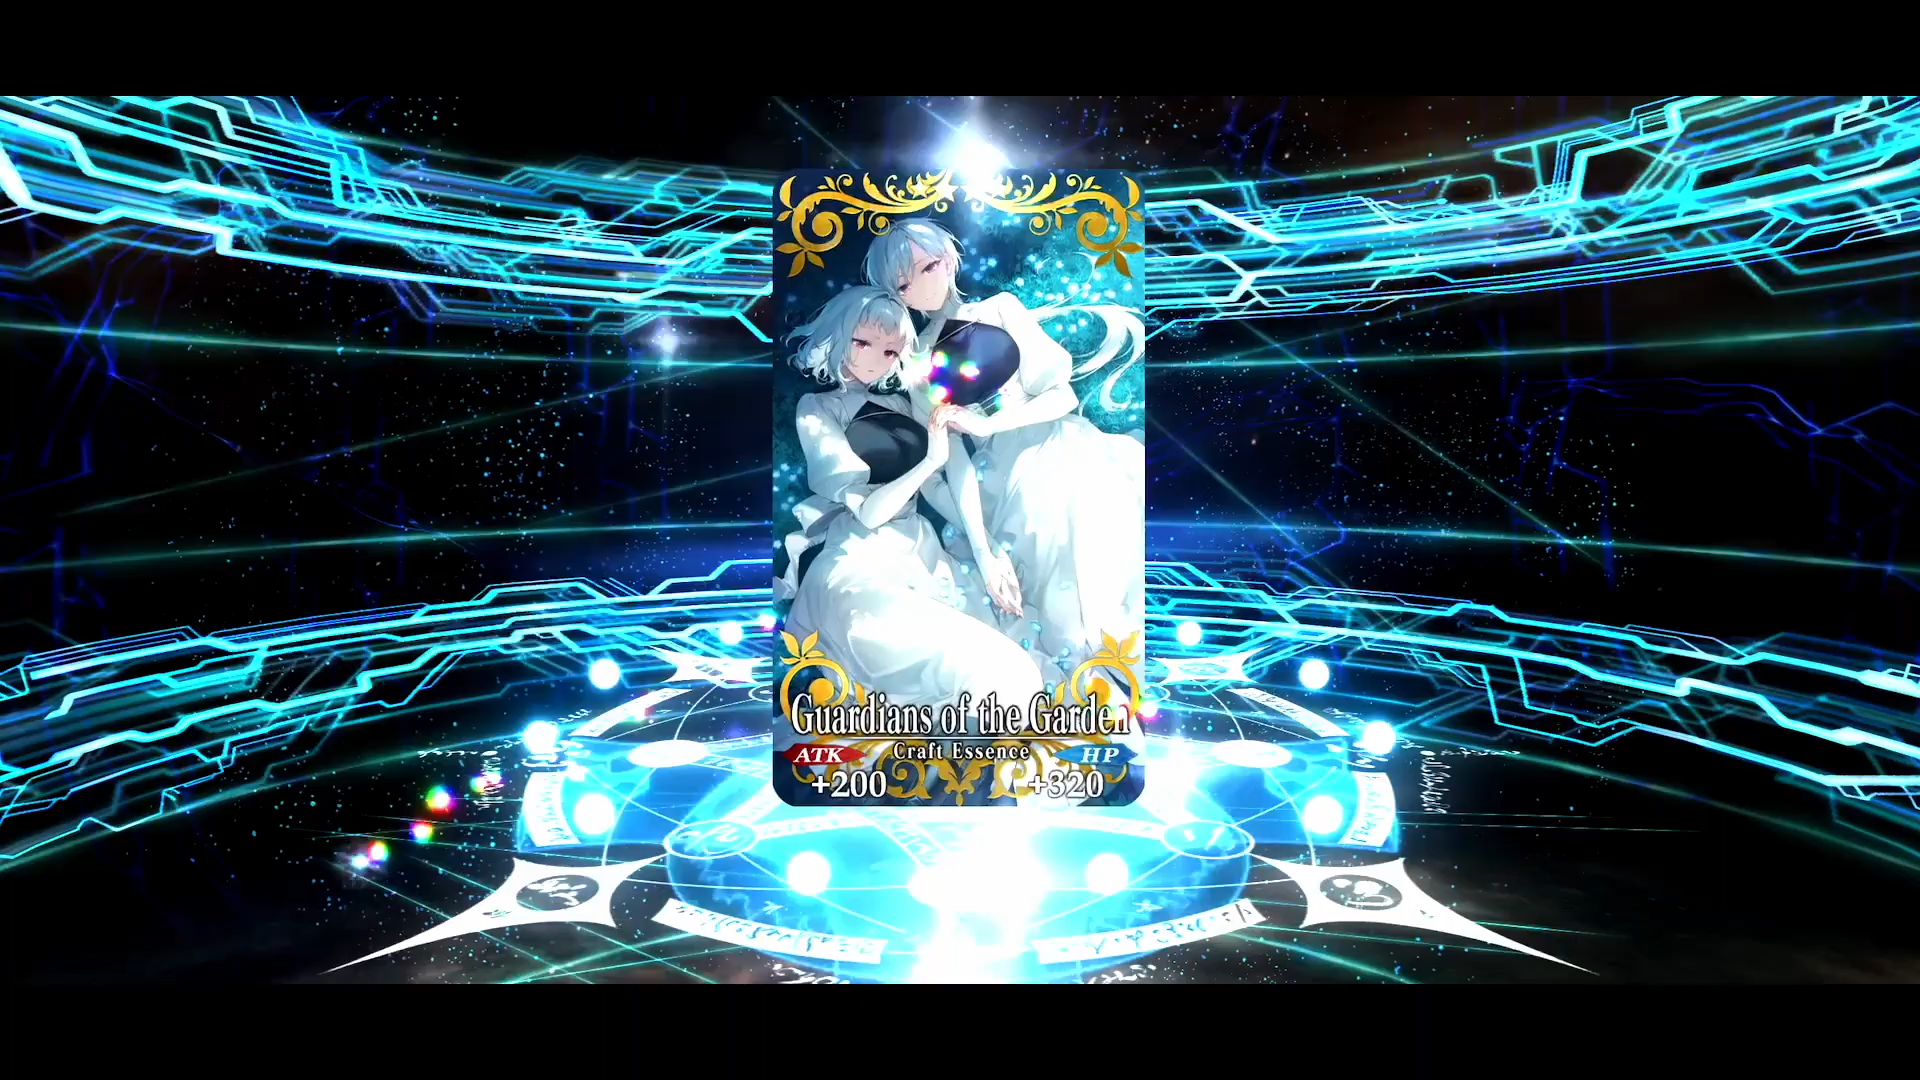 Guardians of the Garden
ATK Craft Essence HP
+200 +320